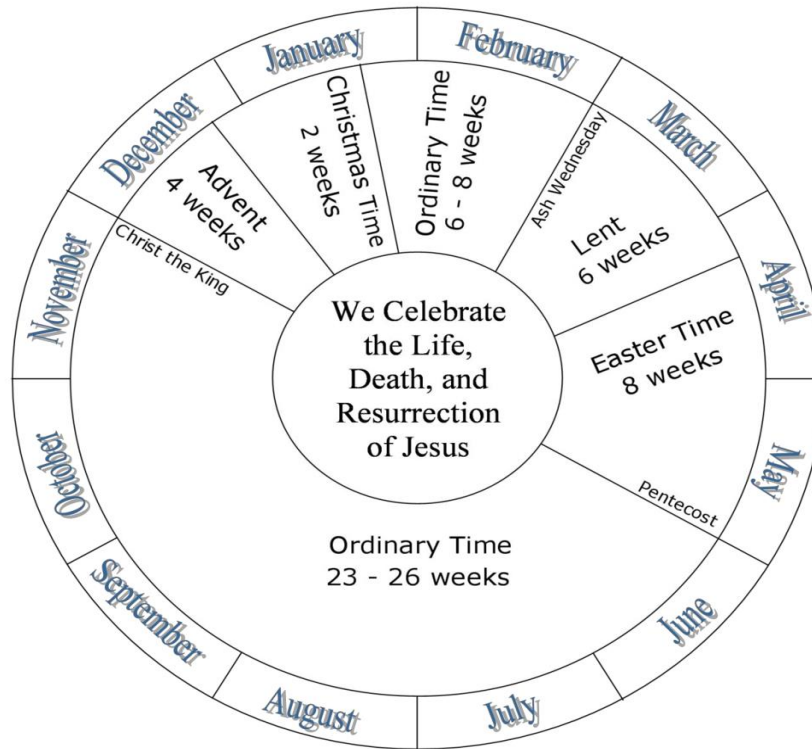 January
February
March
April
May
June
July
August
September
October
November
December
Advent
4 weeks
Christmas Time
2 weeks
Ordinary Time
6 - 8 weeks
Ash Wednesday
Lent
6 weeks
Easter Time
8 weeks
Pentecost
Ordinary Time
23 - 26 weeks
Christ the King
We Celebrate
the Life,
Death, and
Resurrection
of Jesus